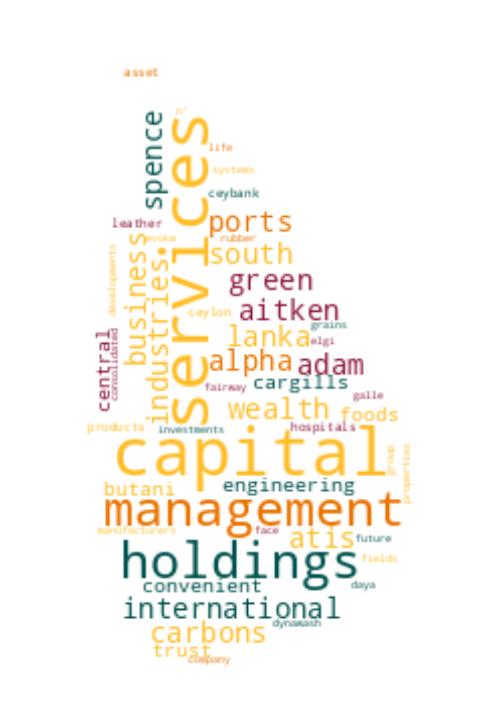 asset
n'
spence
services
life
systems
ceybank
leather
ports
evoke
rubber
south
developments
business
industries.
green
ceylon
aitken
grains
lanka
elgi
central
consolidated
alpha
adam
fairway
cargills
galle
wealth
foods
products
investments
hospitals
capital
group
properties
butani
engineering
management
manufacturers
face
atis
future
holdings
fields
convenient
daya
international
dynawash
carbons
trust
company